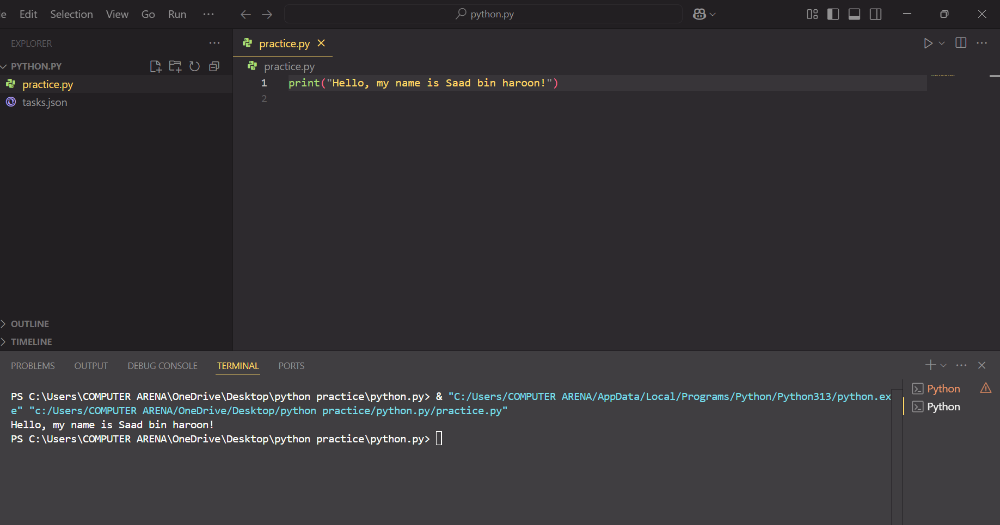 e Edit Selection View Go Run ··· python.py
EXPLORER ···
PYTHON.PY
practice.py
tasks.json
OUTLINE
TIMELINE
practice.py
practice.py
1 print("Hello, my name is Saad bin haroon!")
2
PROBLEMS OUTPUT DEBUG CONSOLE TERMINAL PORTS
PS C:\Users\COMPUTER ARENA\OneDrive\Desktop\python practice\python.py> & "C:/Users/COMPUTER ARENA/AppData/Local/Programs/Python/Python313/python.ex
e" "c:/Users/COMPUTER ARENA/OneDrive/Desktop/python practice/python.py/practice.py"
Hello, my name is Saad bin haroon!
PS C:\Users\COMPUTER ARENA\OneDrive\Desktop\python practice\python.py>
Python
Python